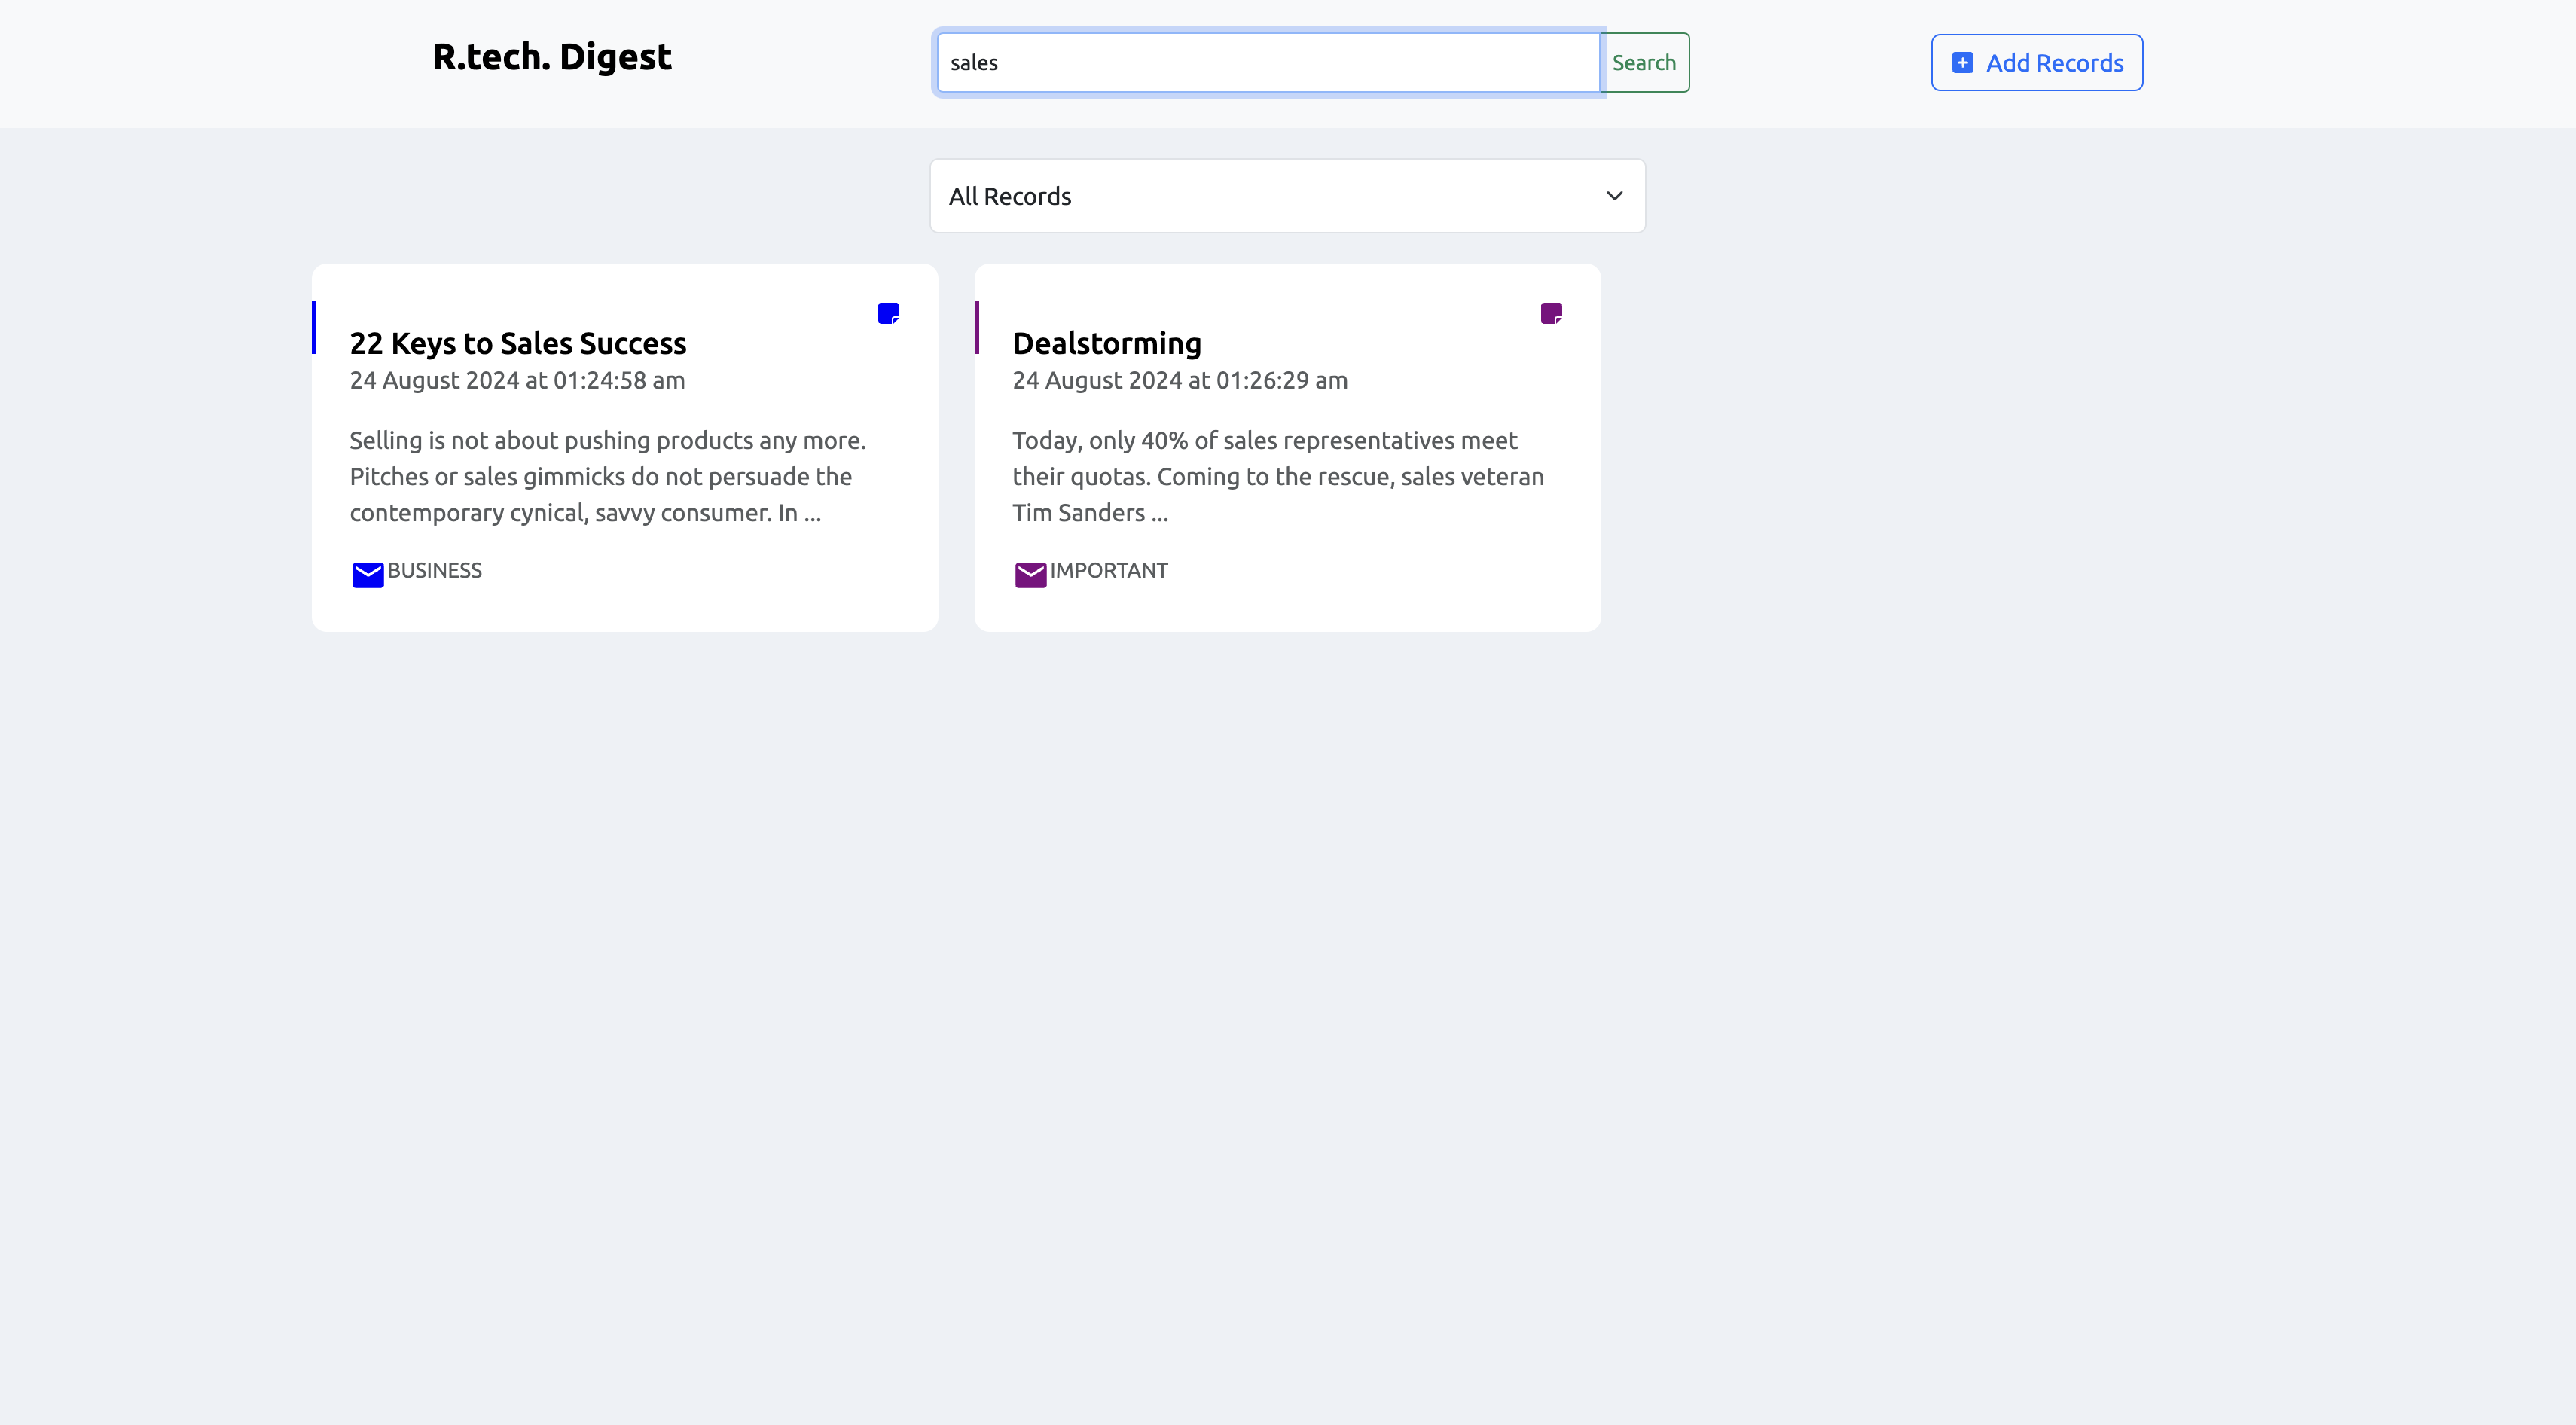 R.tech. Digest
sales
Search
Add Records
All Records
22 Keys to Sales Success
24 August 2024 at 01:24:58 am
Selling is not about pushing products any more.
Pitches or sales gimmicks do not persuade the
contemporary cynical, savvy consumer. In ...
BUSINESS
Dealstorming
24 August 2024 at 01:26:29 am
Today, only 40% of sales representatives meet
their quotas. Coming to the rescue, sales veteran
Tim Sanders ...
IMPORTANT